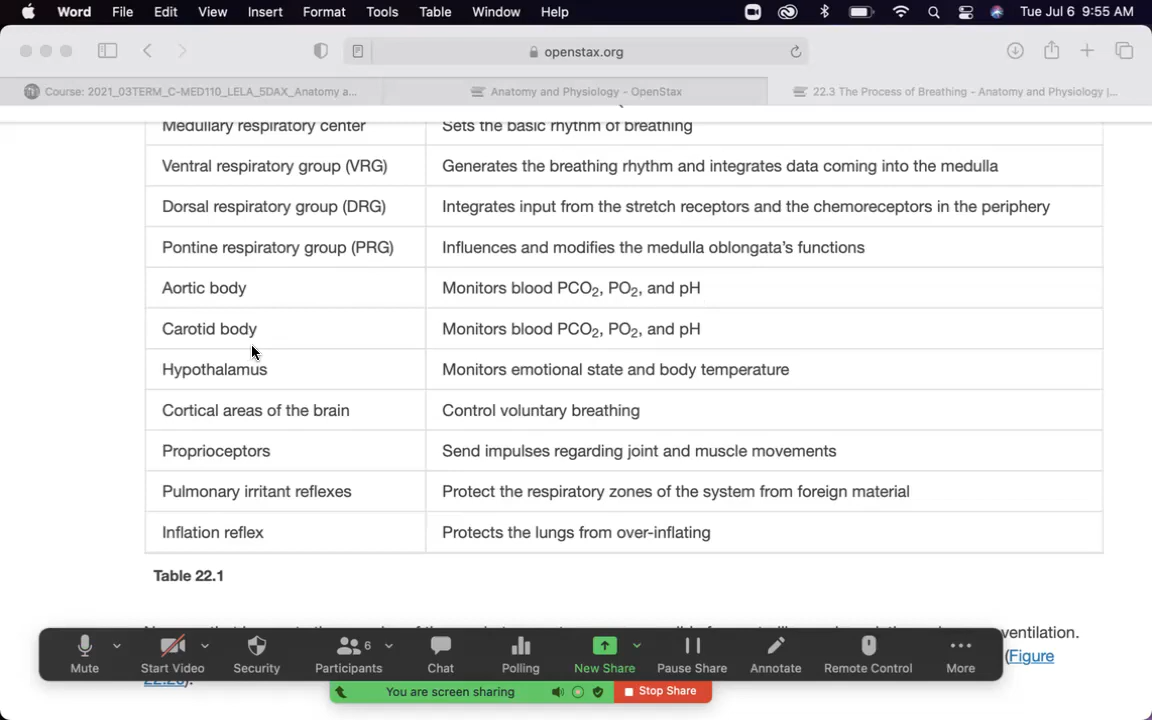 Word File Edit View Insert Format Tools Table Window Help Tue Jul 6 9:55 AM
openstax.org
Course: 2021_03TERM_C-MED110_LELA_5DAX_Anatomy a... Anatomy and Physiology - OpenStax 22.3 The Process of Breathing - Anatomy and Physiology |...
Medullary respiratory center Sets the basic rhythm of breathing
Ventral respiratory group (VRG) Generates the breathing rhythm and integrates data coming into the medulla
Dorsal respiratory group (DRG) Integrates input from the stretch receptors and the chemoreceptors in the periphery
Pontine respiratory group (PRG) Influences and modifies the medulla oblongata’s functions
Aortic body Monitors blood PCO₂, PO₂, and pH
Carotid body Monitors blood PCO₂, PO₂, and pH
Hypothalamus Monitors emotional state and body temperature
Cortical areas of the brain Control voluntary breathing
Proprioceptors Send impulses regarding joint and muscle movements
Pulmonary irritant reflexes Protect the respiratory zones of the system from foreign material
Inflation reflex Protects the lungs from over-inflating
Table 22.1
ventilation.
6
(Figure
Mute Start Video Security Participants Chat Polling New Share Pause Share Annotate Remote Control More
You are screen sharing Stop Share